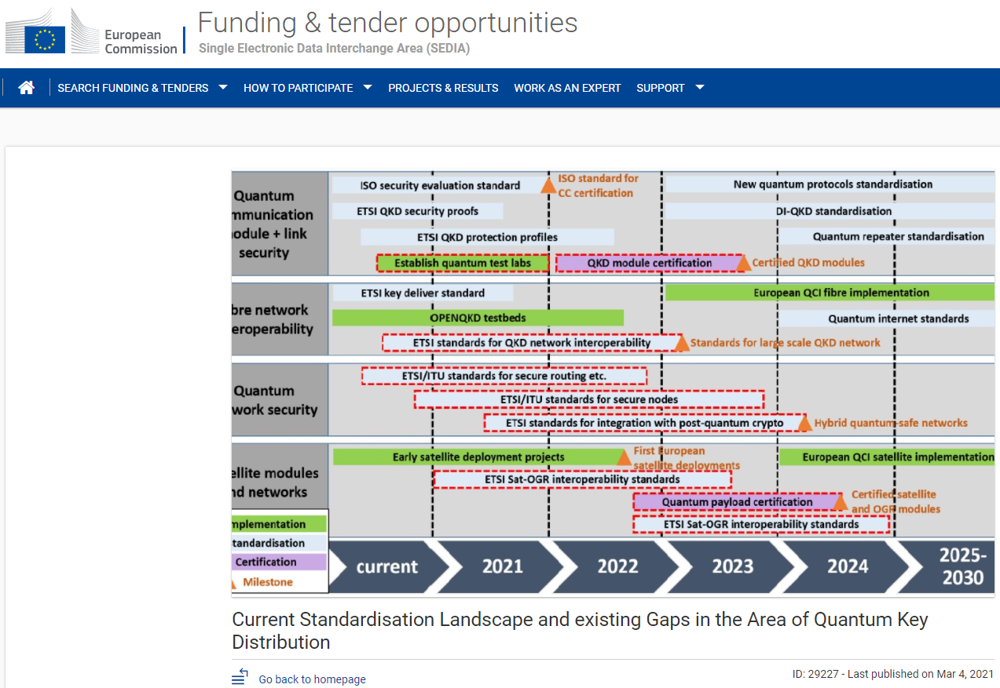 European
Commission
Funding & tender opportunities
Single Electronic Data Interchange Area (SEDIA)
SEARCH FUNDING & TENDERS
HOW TO PARTICIPATE
PROJECTS & RESULTS
WORK AS AN EXPERT
SUPPORT
Quantum
mmunication
odule + link
security
ISO security evaluation standard
ISO standard for
CC certification
New quantum protocols standardisation
ETSI QKD security proofs
DI-QKD standardisation
ETSI QKD protection profiles
Quantum repeater standardisation
Establish quantum test labs
QKD module certification
Certified QKD modules
bre network
eroperability
ETSI key deliver standard
European QCI fibre implementation
OPENQKD testbeds
Quantum internet standards
ETSI standards for QKD network interoperability
Standards for large scale QKD network
Quantum
work security
ETSI/ITU standards for secure routing etc.
ETSI/ITU standards for secure nodes
ETSI standards for integration with post-quantum crypto
Hybrid quantum-safe networks
ellite modules
nd networks
Early satellite deployment projects
First European
satellite deployments
European QCI satellite implementation
ETSI Sat-OGR interoperability standards
Quantum payload certification
Certified satellite
and OGR modules
ETSI Sat-OGR interoperability standards
mplementation
tandardisation
Certification
Milestone
current
2021
2022
2023
2024
2025-
2030
Current Standardisation Landscape and existing Gaps in the Area of Quantum Key
Distribution
Go back to homepage
ID: 29227 - Last published on Mar 4, 2021